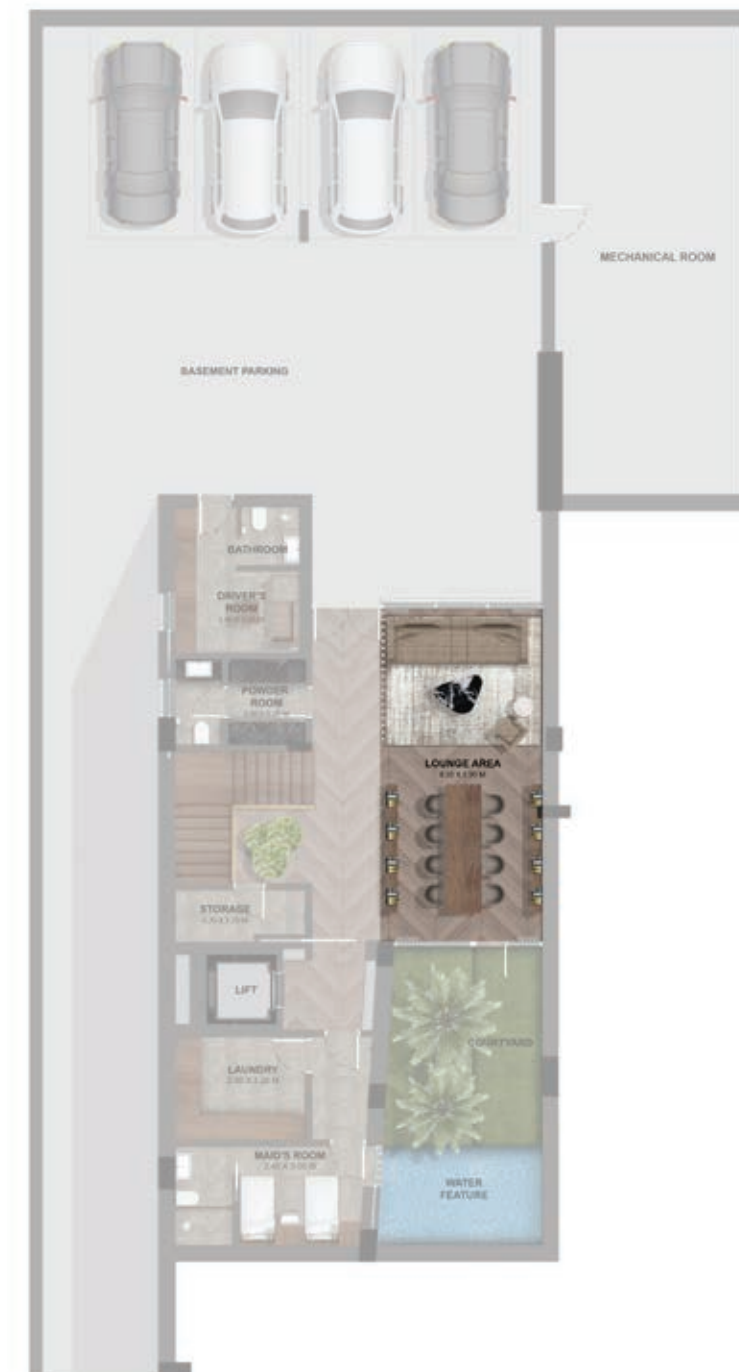 MECHANICAL ROOM
BASEMENT PARKING
BATHROOM
DRIVER'S
ROOM
POWDER
ROOM
LOUNGE AREA
STORAGE
LIFT
COURTYARD
LAUNDRY
MAID'S ROOM
WATER
FEATURE